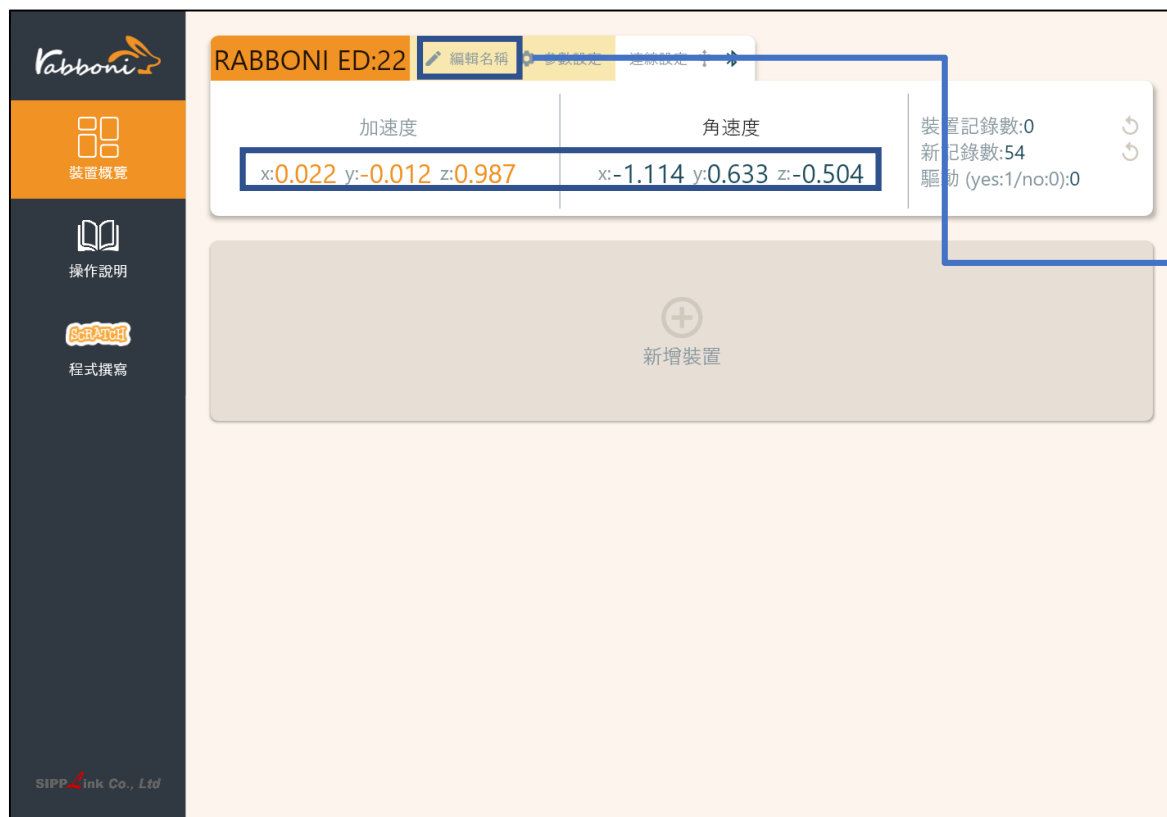 rabboni
裝置概覽
操作說明
SCRATCH
程式撰寫
SIPPLink Co., Ltd
RABBONI ED:22
編輯名稱
參數設定
連線設定
加速度
x:0.022 y:-0.012 z:0.987
角速度
x:-1.114 y:0.633 z:-0.504
裝置記錄數:0
新記錄數:54
驅動 (yes:1/no:0):0
新增裝置